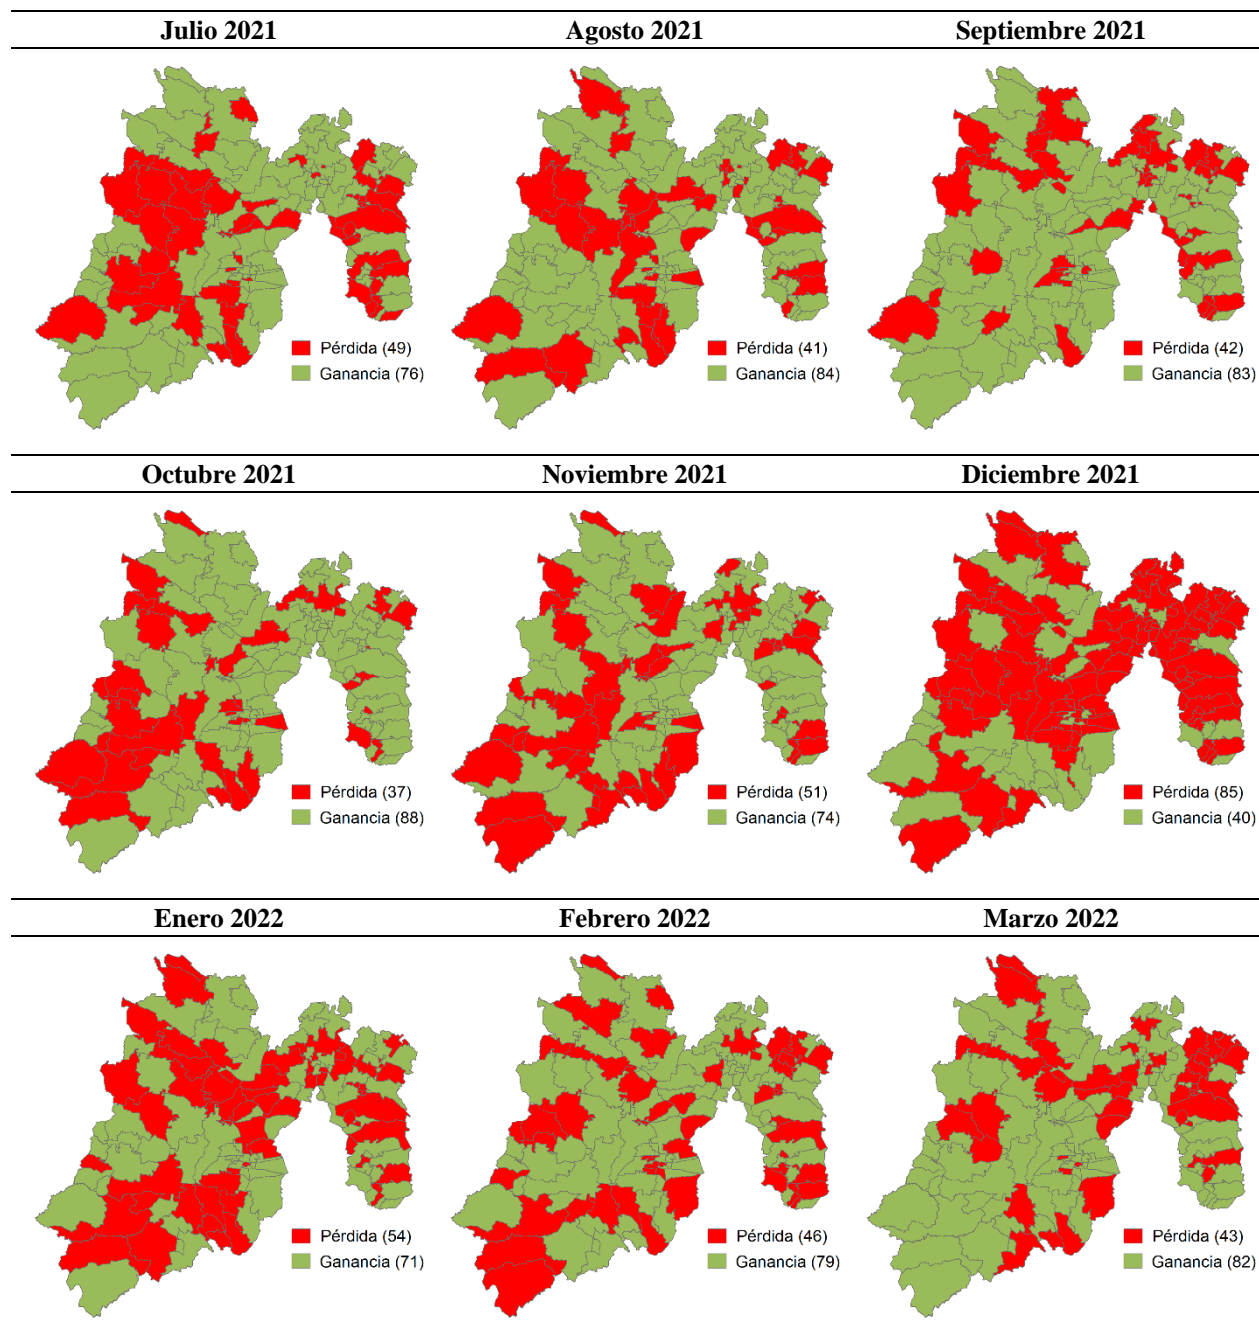 Julio 2021
Agosto 2021
Septiembre 2021
Pérdida (49)
Ganancia (76)
Pérdida (41)
Ganancia (84)
Pérdida (42)
Ganancia (83)
Octubre 2021
Noviembre 2021
Diciembre 2021
Pérdida (37)
Ganancia (88)
Pérdida (51)
Ganancia (74)
Pérdida (85)
Ganancia (40)
Enero 2022
Febrero 2022
Marzo 2022
Pérdida (54)
Ganancia (71)
Pérdida (46)
Ganancia (79)
Pérdida (43)
Ganancia (82)